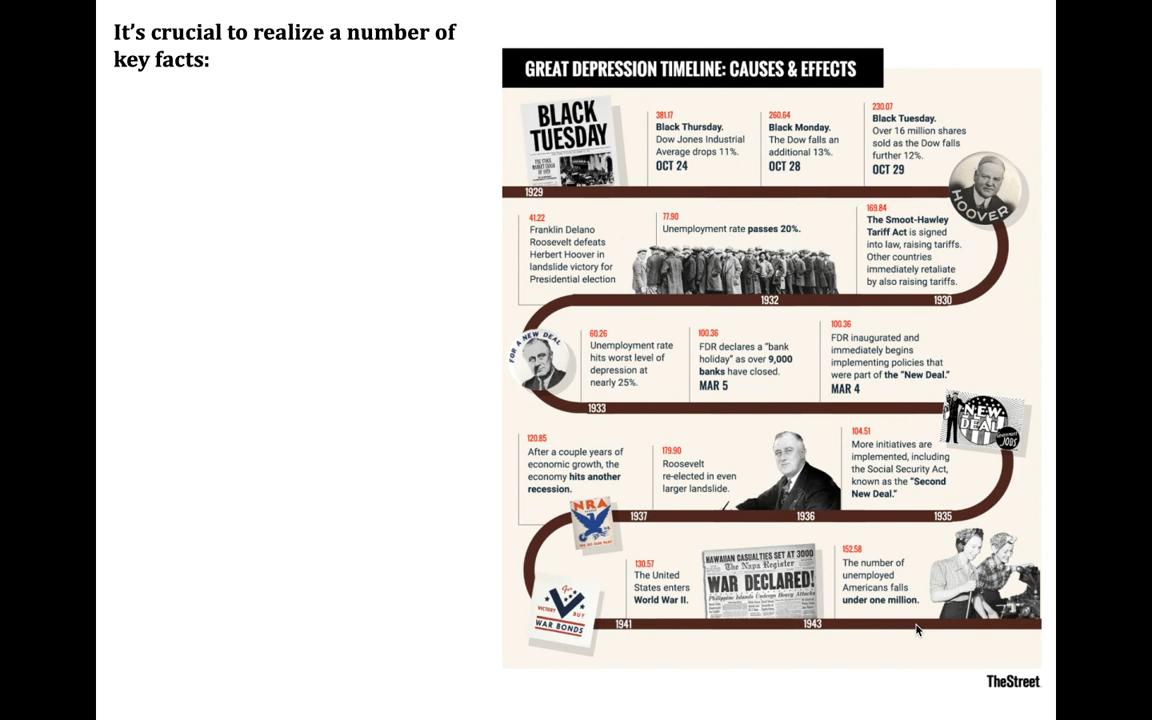 It’s crucial to realize a number of
key facts:
GREAT DEPRESSION TIMELINE: CAUSES & EFFECTS
BLACK
TUESDAY
381.17
Black Thursday.
Dow Jones Industrial
Average drops 11%.
OCT 24
260.64
Black Monday.
The Dow falls an
additional 13%.
OCT 28
230.07
Black Tuesday.
Over 16 million shares
sold as the Dow falls
further 12%.
OCT 29
1929
HOOVER
169.84
The Smoot-Hawley
Tariff Act is signed
into law, raising tariffs.
Other countries
immediately retaliate
by also raising tariffs.
77.90
Unemployment rate passes 20%.
41.22
Franklin Delano
Roosevelt defeats
Herbert Hoover in
landslide victory for
Presidential election
1932
1930
FOR A NEW DEAL
60.26
Unemployment rate
hits worst level of
depression at
nearly 25%.
100.36
FDR declares a “bank
holiday” as over 9,000
banks have closed.
MAR 5
100.36
FDR inaugurated and
immediately begins
implementing policies that
were part of the “New Deal.”
MAR 4
1933
NEW
DEAL
JOBS
104.51
More initiatives are
implemented, including
the Social Security Act,
known as the “Second
New Deal.”
179.90
Roosevelt
re-elected in even
larger landslide.
120.85
After a couple years of
economic growth, the
economy hits another
recession.
NRA
1937
1936
1935
For
VICTORY
BUY
WAR BONDS
130.57
The United
States enters
World War II.
HAWAIIAN CASUALTIES SET AT 3000
The Napa Register
WAR DECLARED!
Philippine Islands Undergo Heavy Attacks
152.58
The number of
unemployed
Americans falls
under one million.
1941
1943
TheStreet